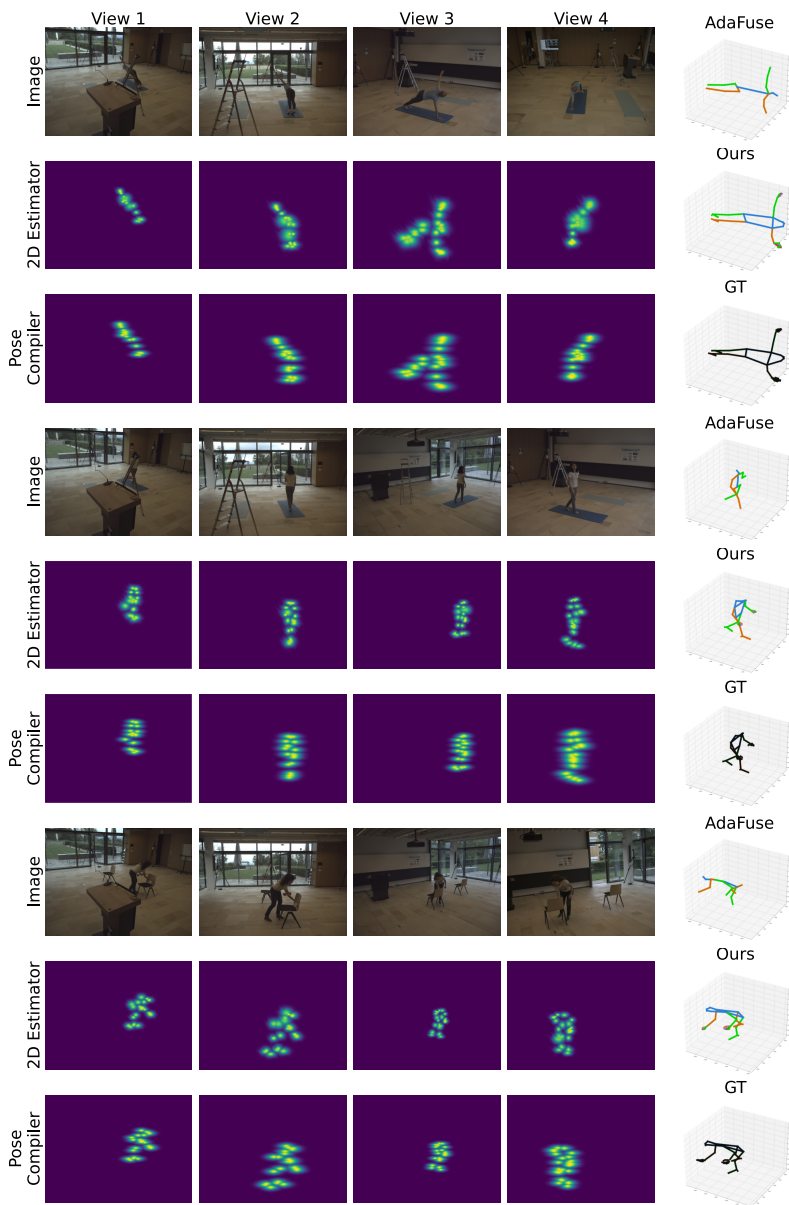 View 1 View 2 View 3 View 4
AdaFuse
Image
Ours
2D Estimator
GT
Pose
Compiler
AdaFuse
Image
Ours
2D Estimator
GT
Pose
Compiler
AdaFuse
Image
Ours
2D Estimator
GT
Pose
Compiler